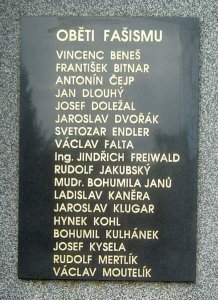 OBĚTI FAŠISMU
VINCENC BENEŠ
FRANTIŠEK BITNAR
ANTONÍN ČEJP
JAN DLOUHÝ
JOSEF DOLEŽAL
JAROSLAV DVOŘÁK
SVETOZAR ENDLER
VÁCLAV FALTA
Ing. JINDŘICH FREIWALD
RUDOLF JAKUBSKÝ
MUDr. BOHUMILA JANŮ
LADISLAV KANĚRA
JAROSLAV KLUGAR
HYNEK KOHL
BOHUMIL KULHÁNEK
JOSEF KYSELA
RUDOLF MERTLÍK
VÁCLAV MOUTELÍK